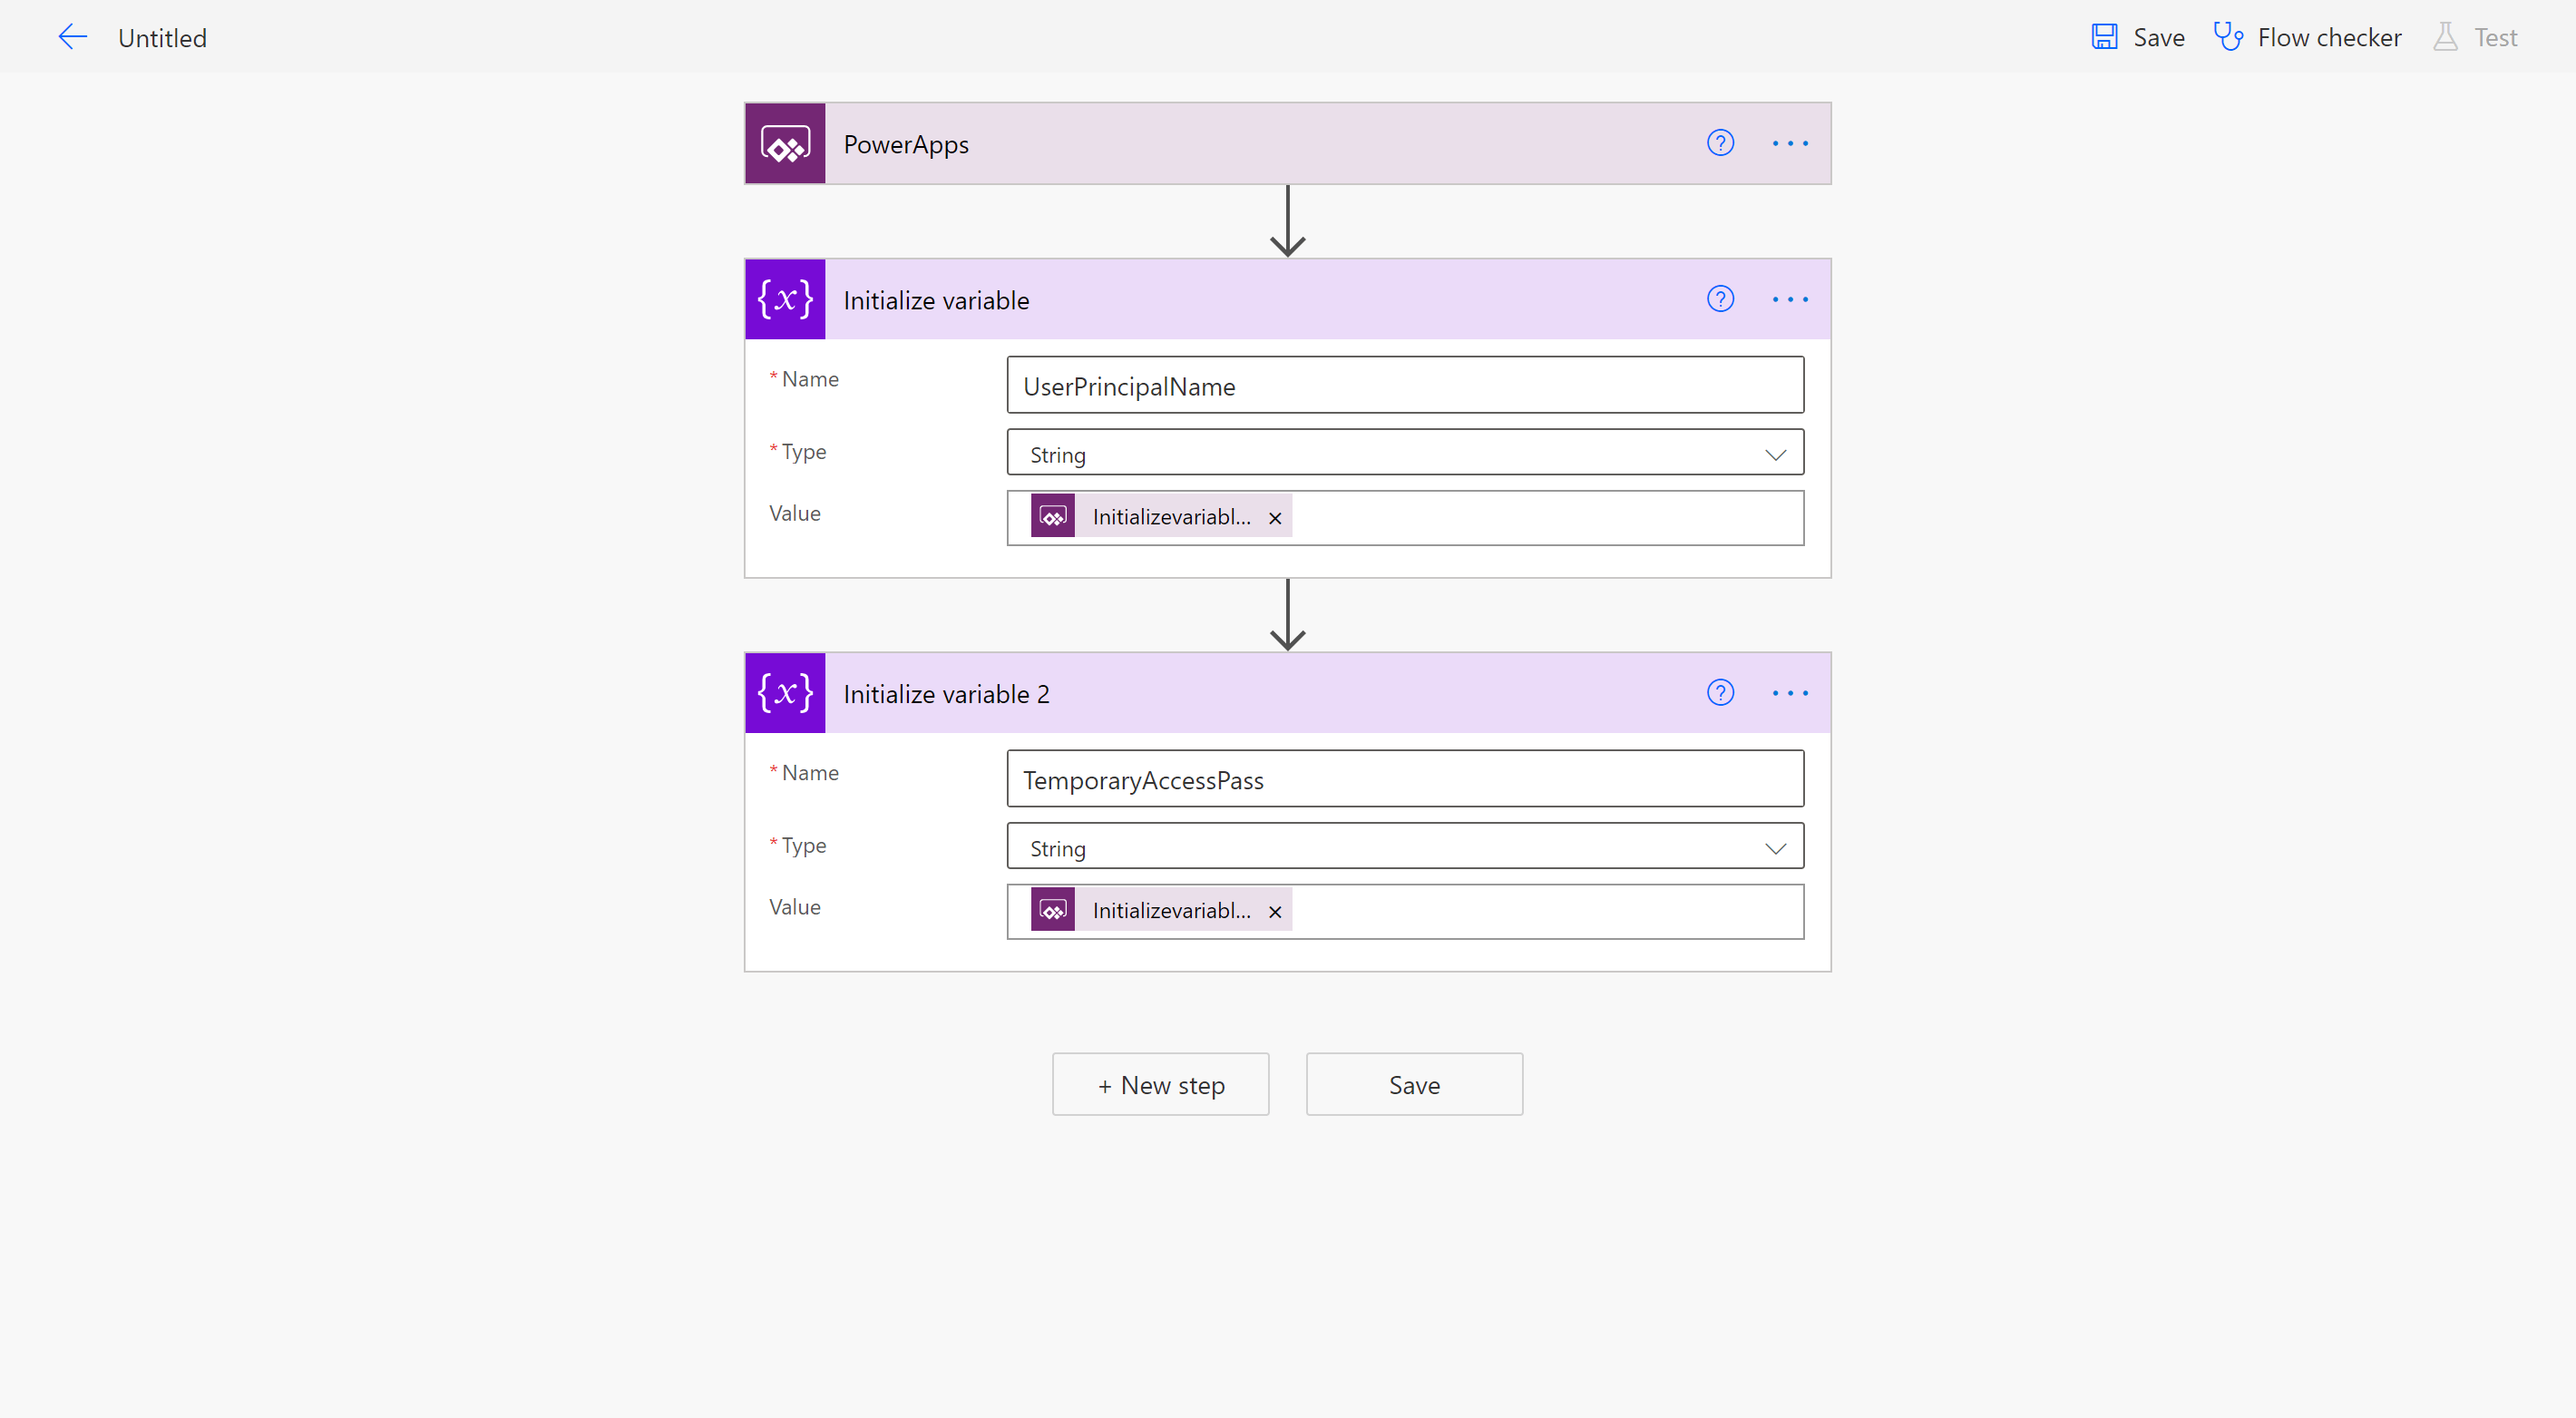 Untitled
Save
Flow checker
Test
PowerApps
?
{x}
Initialize variable
?
* Name
UserPrincipalName
* Type
String
Value
Initializevariabl... ×
{x}
Initialize variable 2
?
* Name
TemporaryAccessPass
* Type
String
Value
Initializevariabl... ×
+ New step
Save